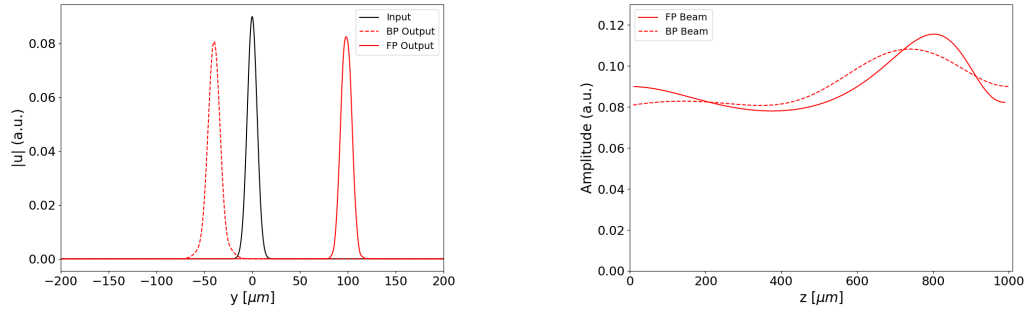 |u| (a.u.)
0.08
0.06
0.04
0.02
0.00
Input
BP Output
FP Output
−200 −150 −100 −50 0 50 100 150 200
y [μm]
Amplitude (a.u.)
0.12
0.10
0.08
0.06
0.04
0.02
0.00
FP Beam
BP Beam
0 200 400 600 800 1000
z [μm]